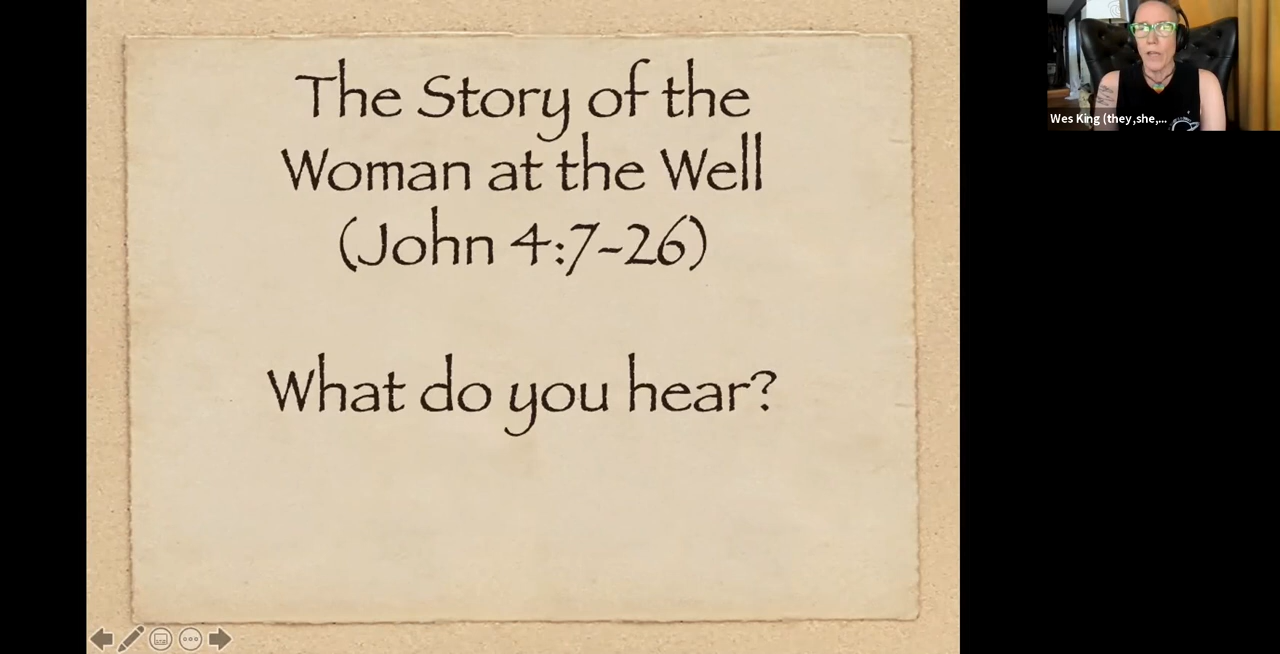 The Story of the
Woman at the Well
(John 4:7-26)
What do you hear?
Wes King (they,she,...